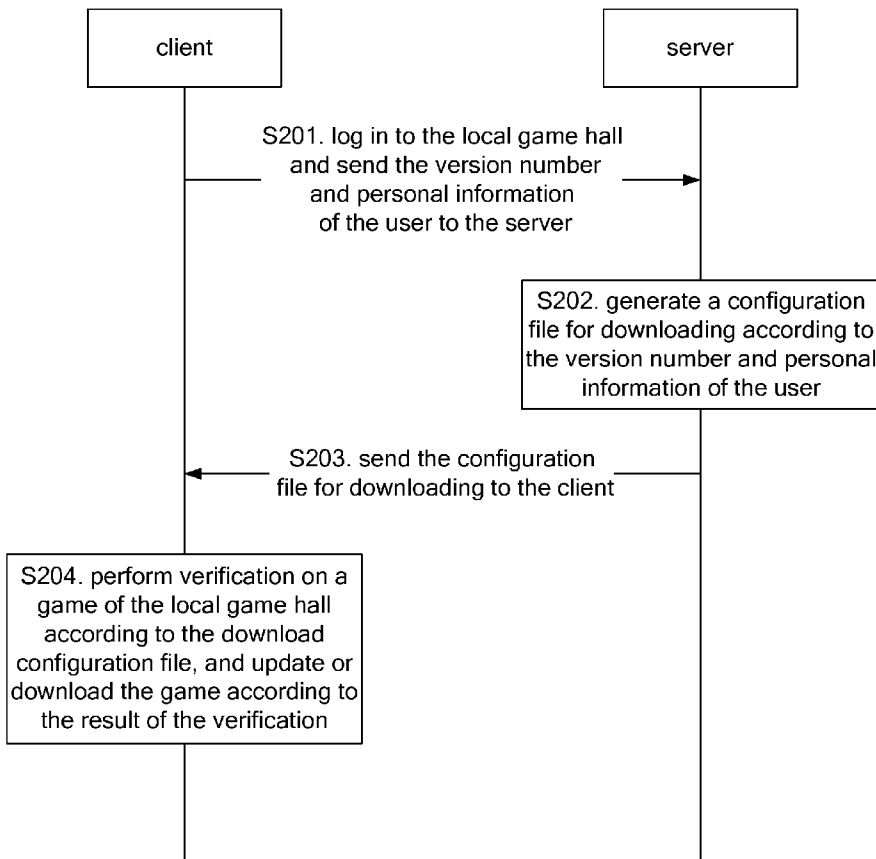 client
server
S201. log in to the local game hall
and send the version number
and personal information
of the user to the server
S202. generate a configuration
file for downloading according to
the version number and personal
information of the user
S203. send the configuration
file for downloading to the client
S204. perform verification on a
game of the local game hall
according to the download
configuration file, and update or
download the game according to
the result of the verification